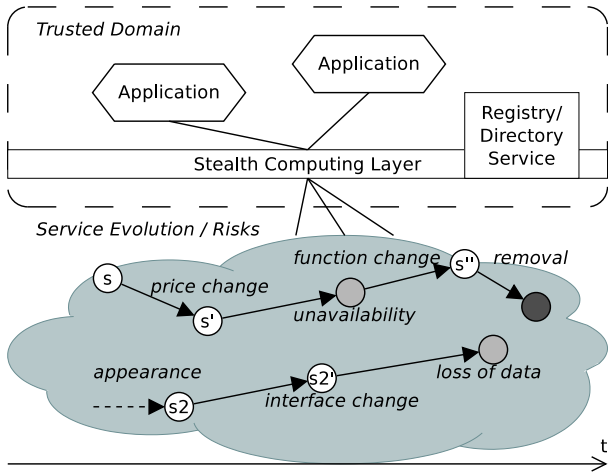 Trusted Domain
Application
Application
Registry/
Directory
Service
Stealth Computing Layer
Service Evolution / Risks
function change
s''
removal
s
price change
s'
unavailability
appearance
s2'
loss of data
s2
interface change
t